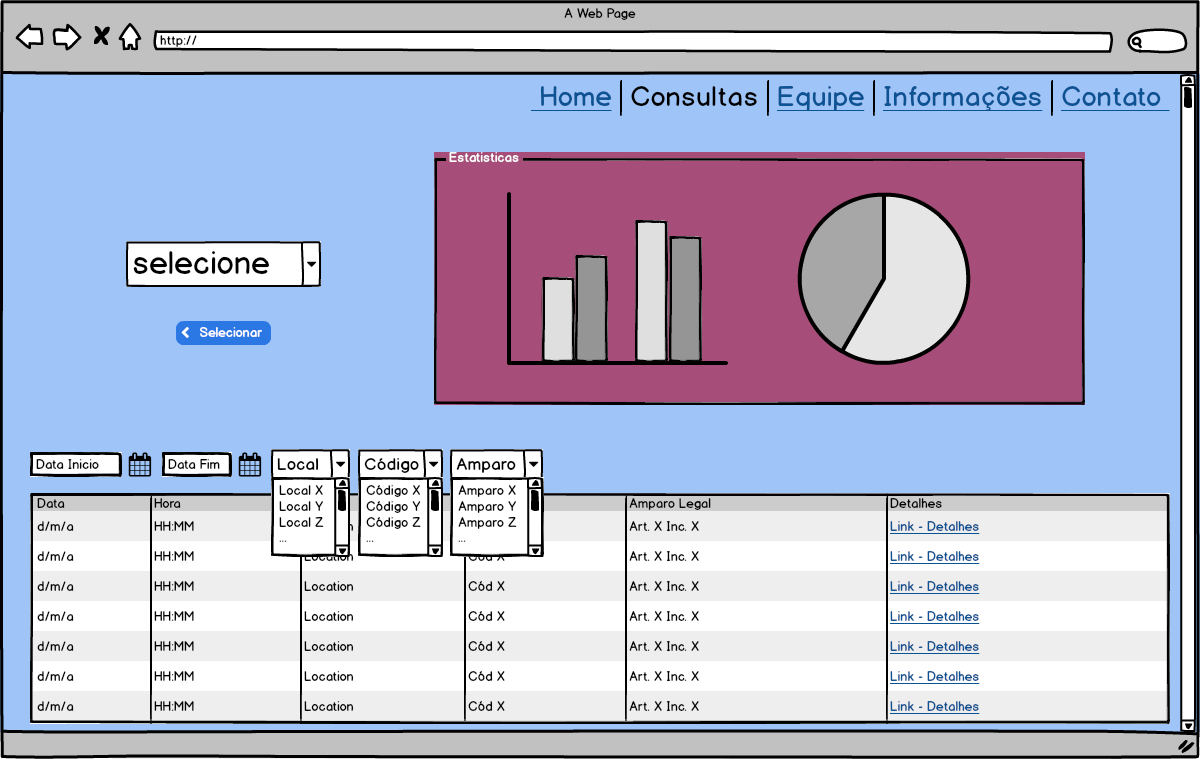 A Web Page
http://
Home Consultas Equipe Informações Contato
Estatisticas
selecione
Selecionar
Data Inicio Data Fim Local Código Amparo
Local X Código X Amparo X
Local Y Código Y Amparo Y
Local Z Código Z Amparo Z
... ... ...
Data Hora Amparo Legal Detalhes
d/m/a HH:MM Art. X Inc. X Link - Detalhes
d/m/a HH:MM Location Cód X Art. X Inc. X Link - Detalhes
d/m/a HH:MM Location Cód X Art. X Inc. X Link - Detalhes
d/m/a HH:MM Location Cód X Art. X Inc. X Link - Detalhes
d/m/a HH:MM Location Cód X Art. X Inc. X Link - Detalhes
d/m/a HH:MM Location Cód X Art. X Inc. X Link - Detalhes
d/m/a HH:MM Location Cód X Art. X Inc. X Link - Detalhes